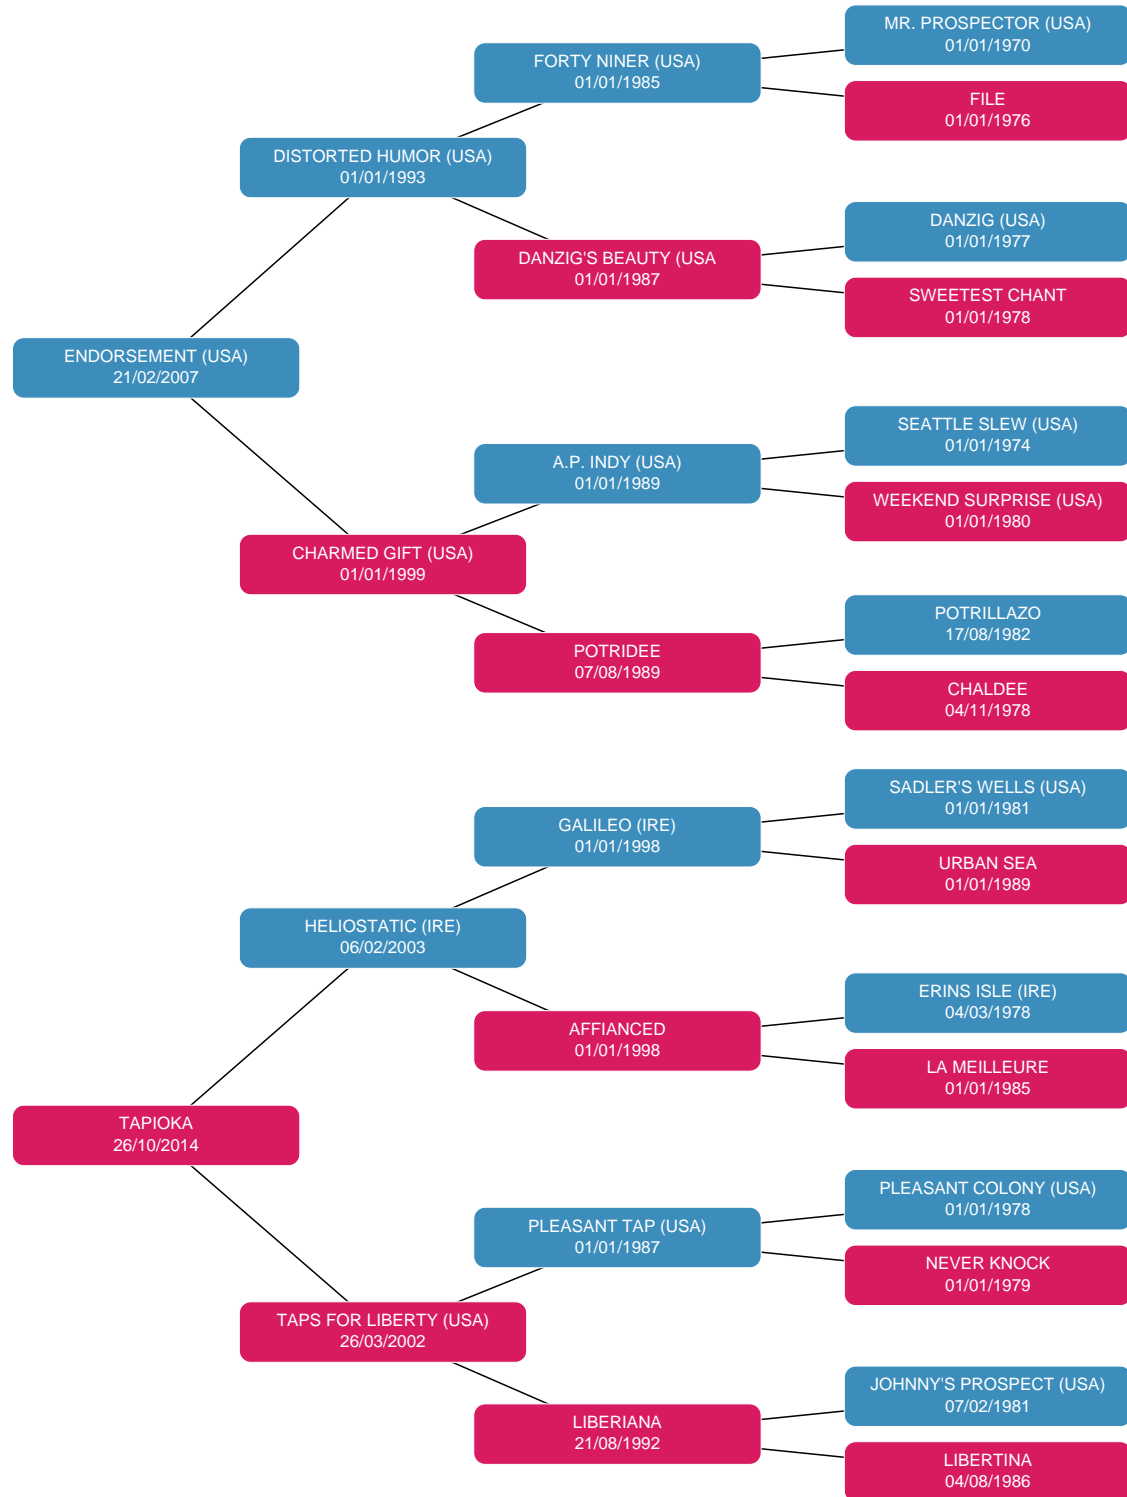 MR. PROSPECTOR (USA)
01/01/1970
FORTY NINER (USA)
01/01/1985
FILE
01/01/1976
DISTORTED HUMOR (USA)
01/01/1993
DANZIG (USA)
01/01/1977
DANZIG'S BEAUTY (USA
01/01/1987
SWEETEST CHANT
01/01/1978
ENDORSEMENT (USA)
21/02/2007
SEATTLE SLEW (USA)
01/01/1974
A.P. INDY (USA)
01/01/1989
WEEKEND SURPRISE (USA)
01/01/1980
CHARMED GIFT (USA)
01/01/1999
POTRILLAZO
17/08/1982
POTRIDEE
07/08/1989
CHALDEE
04/11/1978
SADLER'S WELLS (USA)
01/01/1981
GALILEO (IRE)
01/01/1998
URBAN SEA
01/01/1989
HELIOSTATIC (IRE)
06/02/2003
ERINS ISLE (IRE)
04/03/1978
AFFIANCED
01/01/1998
LA MEILLEURE
01/01/1985
TAPIOKA
26/10/2014
PLEASANT COLONY (USA)
01/01/1978
PLEASANT TAP (USA)
01/01/1987
NEVER KNOCK
01/01/1979
TAPS FOR LIBERTY (USA)
26/03/2002
JOHNNY'S PROSPECT (USA)
07/02/1981
LIBERIANA
21/08/1992
LIBERTINA
04/08/1986